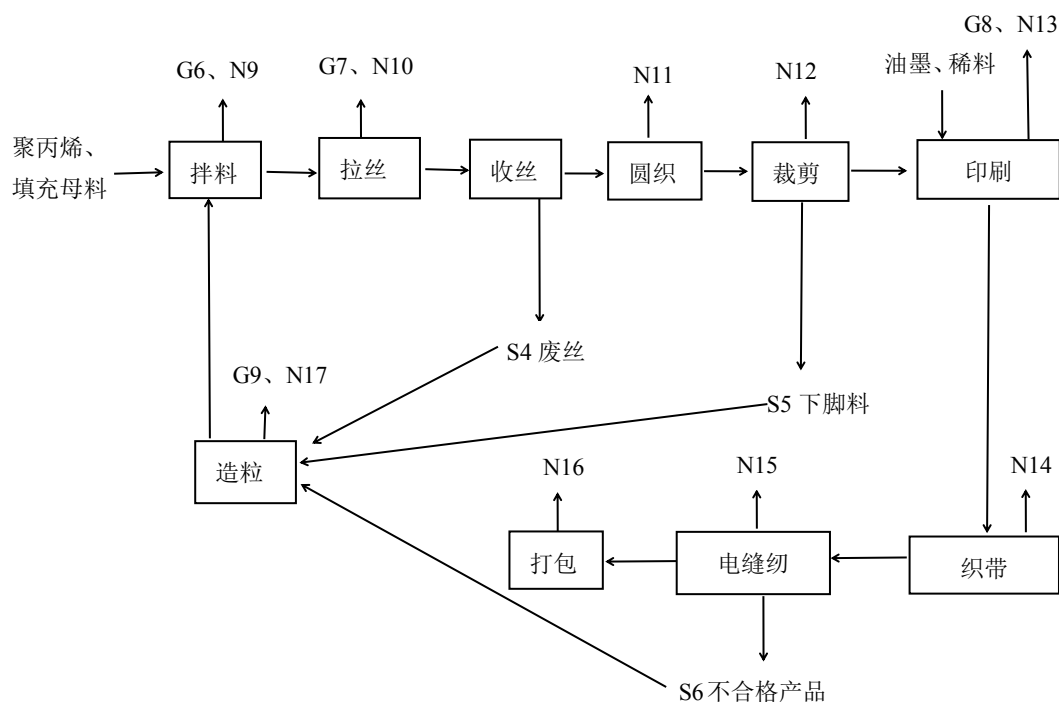 G8、N13
G6、N9
G7、N10
N11
N12
油墨、稀料
聚丙烯、
填充母料
拌料
拉丝
收丝
圆织
裁剪
印刷
S4 废丝
G9、N17
S5 下脚料
造粒
N16
N15
N14
打包
电缝纫
织带
S6不合格产品